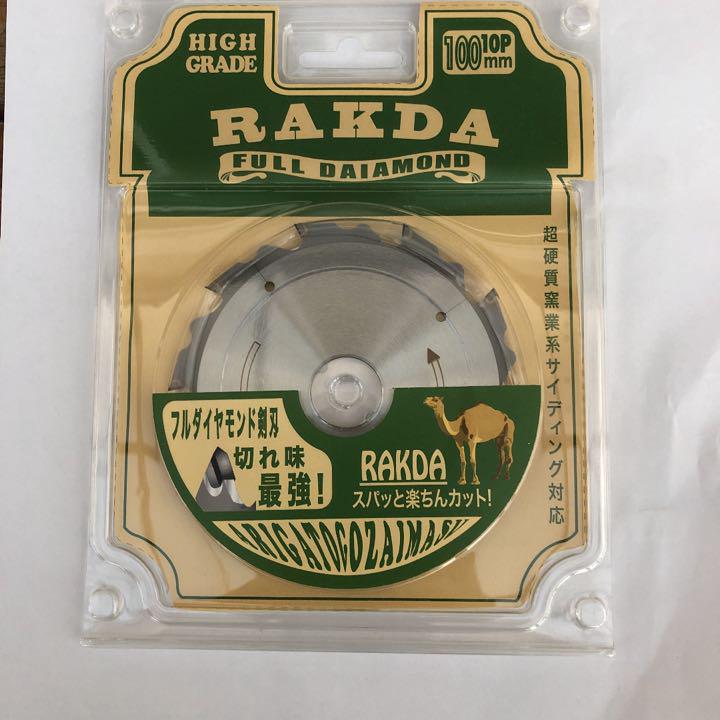 HIGH
GRADE
100 10P
mm
RAKDA
FULL DAIAMOND
超硬質窯業系サイディング対応
フルダイヤモンド剣刃
切れ味
最強!
RAKDA
スパッと楽ちんカット!
ARIGATOGOZAIMASU